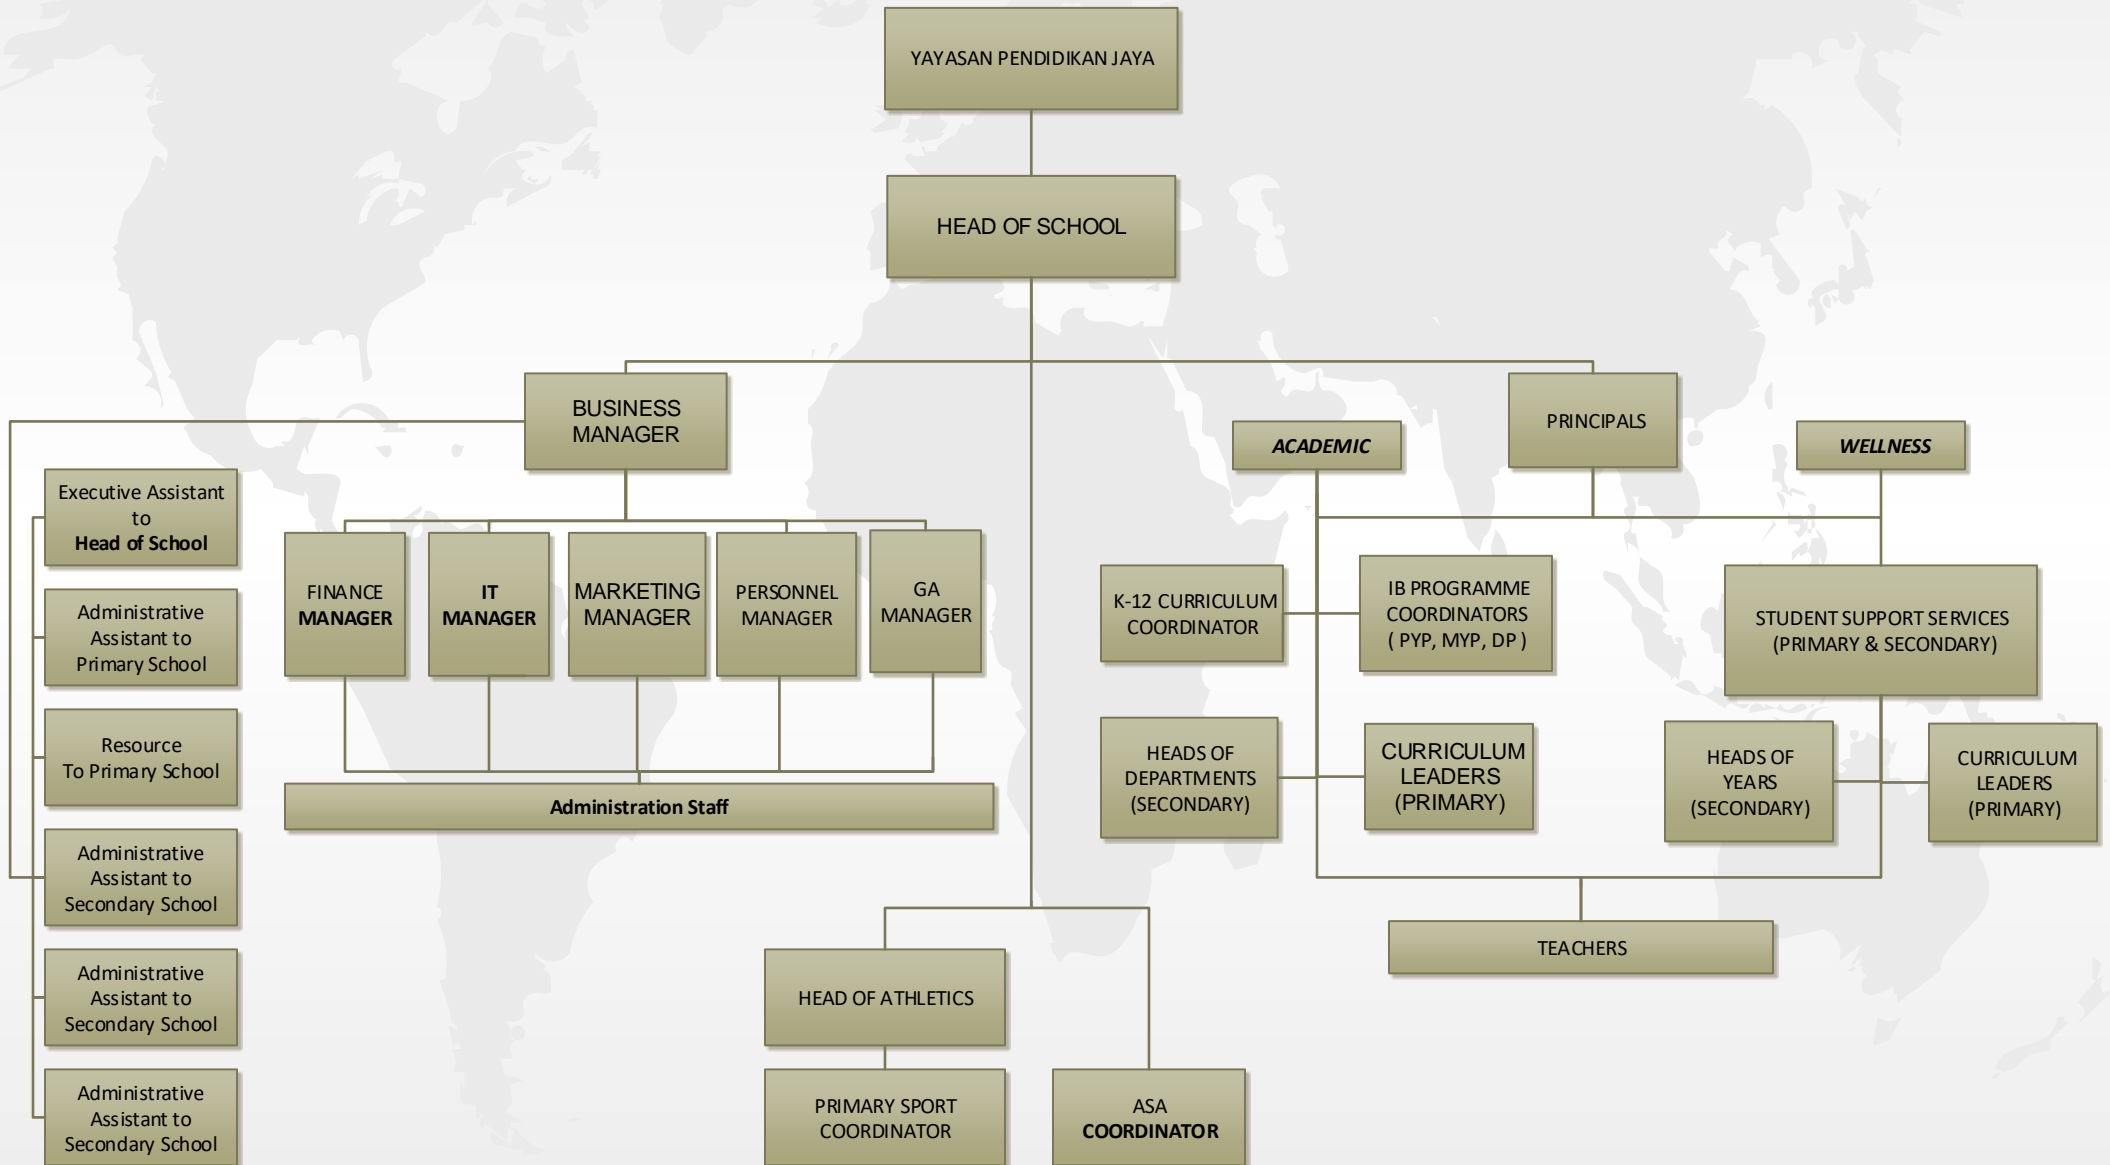 YAYASAN PENDIDIKAN JAYA
HEAD OF SCHOOL
BUSINESS
MANAGER
PRINCIPALS
ACADEMIC
WELLNESS
Executive Assistant
to
Head of School
Administrative
Assistant to
Primary School
Resource
To Primary School
Administrative
Assistant to
Secondary School
Administrative
Assistant to
Secondary School
Administrative
Assistant to
Secondary School
FINANCE
MANAGER
IT
MANAGER
MARKETING
MANAGER
PERSONNEL
MANAGER
GA
MANAGER
Administration Staff
K-12 CURRICULUM
COORDINATOR
IB PROGRAMME
COORDINATORS
( PYP, MYP, DP )
STUDENT SUPPORT SERVICES
(PRIMARY & SECONDARY)
HEADS OF
DEPARTMENTS
(SECONDARY)
CURRICULUM
LEADERS
(PRIMARY)
HEADS OF
YEARS
(SECONDARY)
CURRICULUM
LEADERS
(PRIMARY)
TEACHERS
HEAD OF ATHLETICS
PRIMARY SPORT
COORDINATOR
ASA
COORDINATOR